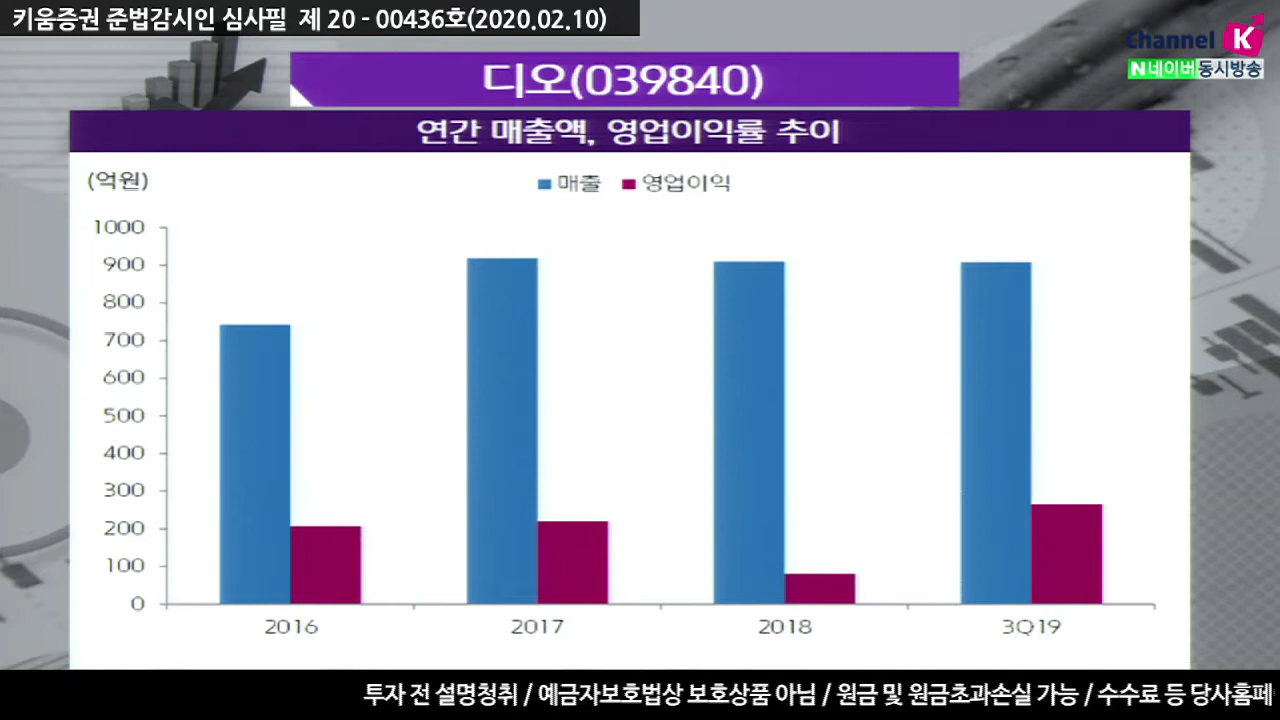 키움증권 준법감시인 심사필 제 20 - 00436호(2020.02.10)
Channel K
N 네이버 동시방송
디오(039840)
연간 매출액, 영업이익률 추이
(억원)
매출 영업이익
1000
900
800
700
600
500
400
300
200
100
0
2016 2017 2018 3Q19
투자 전 설명청취 / 예금자보호법상 보호상품 아님 / 원금 및 원금초과손실 가능 / 수수료 등 당사홈페